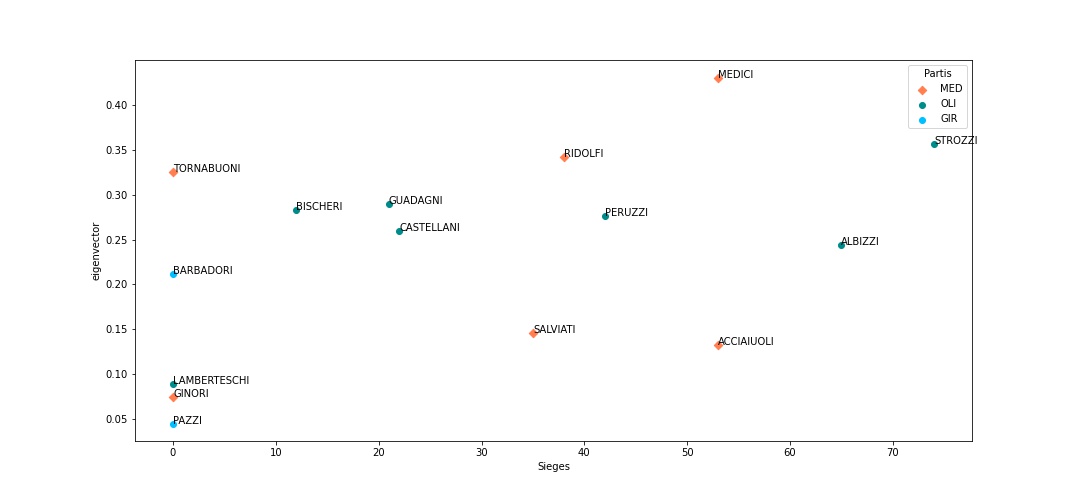 MEDICI
Partis
MED
OLI
GIR
0.40
STROZZI
0.35
RIDOLFI
TORNABUONI
0.30
GUADAGNI
BISCHERI
PERUZZI
CASTELLANI
0.25
ALBIZZI
eigenvector
BARBADORI
0.20
0.15
SALVIATI
ACCIAIUOLI
0.10
LAMBERTESCHI
GINORI
0.05
PAZZI
0 10 20 30 40 50 60 70
Sieges